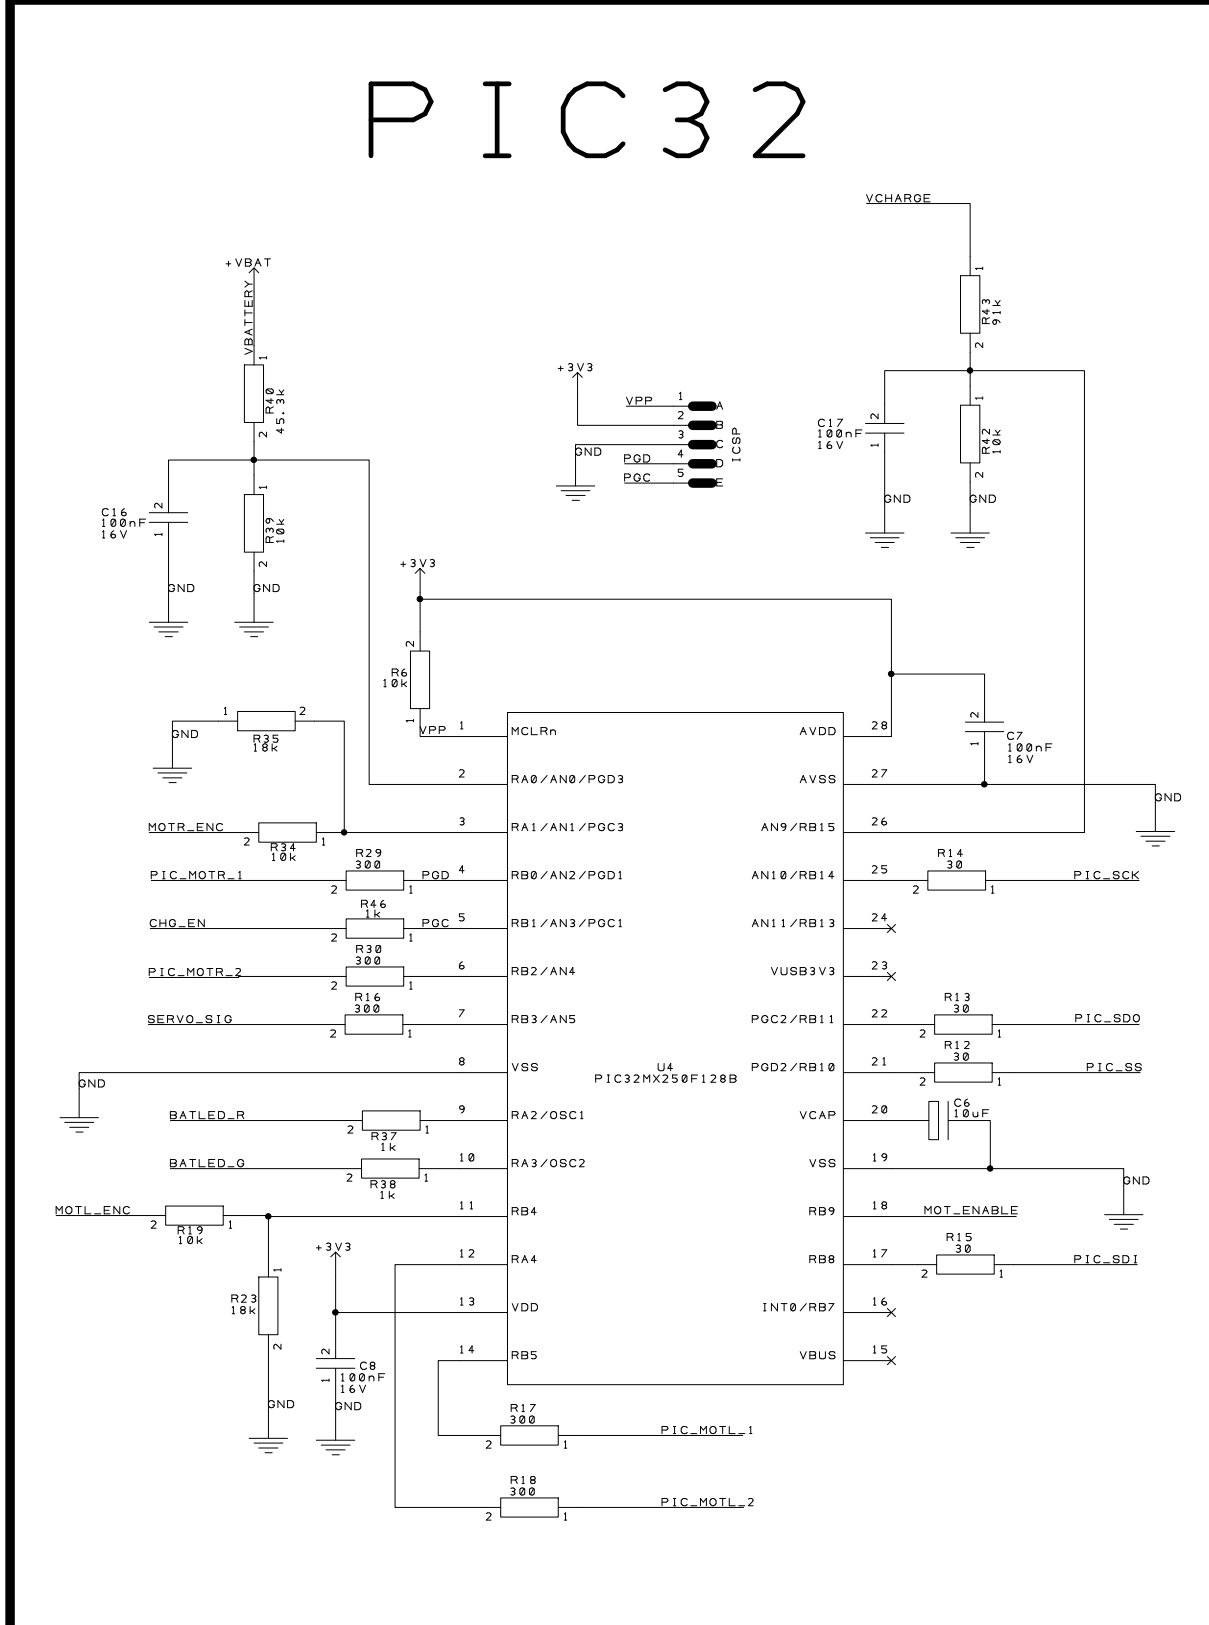 PIC32
VCHARGE
+VBAT
VBATTERY
1
R43
91k
2
1
R40
45.3k
2
+3V3
VPP 1 A
2 B
3 C
GND
PGD 4 D
PGC 5 E
ICSP
C17
100nF
16V
2
1
1
R42
10k
2
GND
GND
C16
100nF
16V
2
1
1
R39
10k
2
GND
GND
+3V3
2
R6
10k
1
1 2
GND
R35
18k
VPP 1 MCLRn
AVDD 28
2
1
C7
100nF
16V
2 RA0/AN0/PGD3
AVSS 27
GND
MOTR_ENC
2 1
R34
10k
3 RA1/AN1/PGC3
AN9/RB15 26
PIC_MOTR_1
R29
300
2 1
PGD 4 RB0/AN2/PGD1
AN10/RB14 25
R14
30
2 1
PIC_SCK
CHG_EN
R46
1k
2 1
PGC 5 RB1/AN3/PGC1
AN11/RB13 24
PIC_MOTR_2
R30
300
2 1
6 RB2/AN4
VUSB3V3 23
SERVO_SIG
R16
300
2 1
7 RB3/AN5
PGC2/RB11 22
R13
30
2 1
PIC_SDO
GND
8 VSS
U4
PIC32MX250F128B
PGD2/RB10 21
R12
30
2 1
PIC_SS
BATLED_R
2 1
R37
1k
9 RA2/OSC1
VCAP 20
C6
10uF
BATLED_G
2 1
R38
1k
10 RA3/OSC2
VSS 19
GND
MOTL_ENC
2 1
R19
10k
11 RB4
RB9 18 MOT_ENABLE
+3V3
12 RA4
RB8 17
R15
30
2 1
PIC_SDI
1
R23
18k
2
GND
13 VDD
INT0/RB7 16
2
1
C8
100nF
16V
GND
14 RB5
VBUS 15
R17
300
2 1
PIC_MOTL_1
R18
300
2 1
PIC_MOTL_2